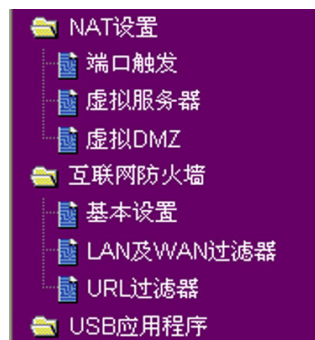 NAT设置
端口触发
虚拟服务器
虚拟DMZ
互联网防火墙
基本设置
LAN及WAN过滤器
URL过滤器
USB应用程序